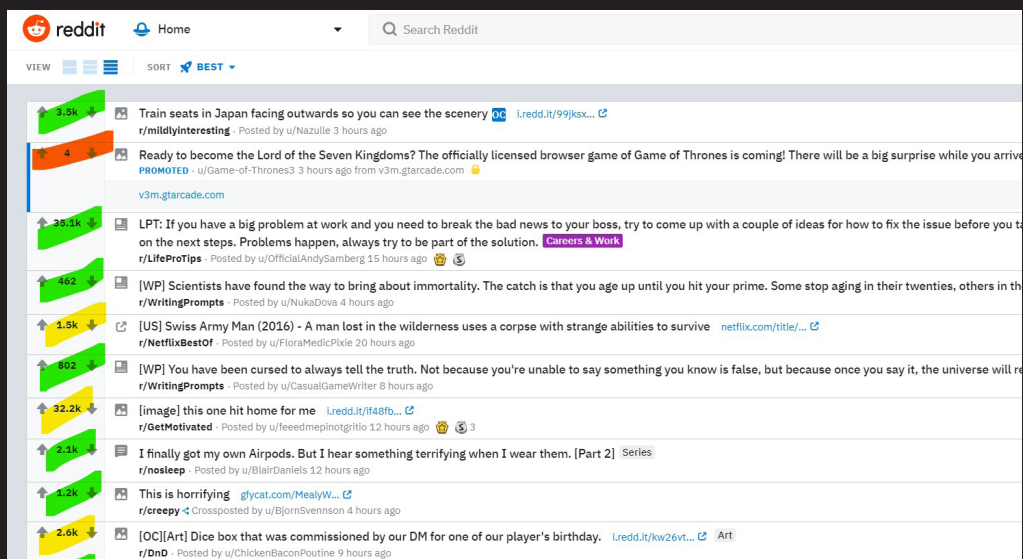 reddit Home Search Reddit
VIEW SORT BEST
3.5k Train seats in Japan facing outwards so you can see the scenery OC i.redd.it/99jksx...
r/mildlyinteresting · Posted by u/Nazulle 3 hours ago
4 Ready to become the Lord of the Seven Kingdoms? The officially licensed browser game of Game of Thrones is coming! There will be a big surprise while you arrive
PROMOTED · u/Game-of-Thrones3 3 hours ago from v3m.gtarcade.com
v3m.gtarcade.com
35.1k LPT: If you have a big problem at work and you need to break the bad news to your boss, try to come up with a couple of ideas for how to fix the issue before you ta
on the next steps. Problems happen, always try to be part of the solution. Careers & Work
r/LifeProTips · Posted by u/OfficialAndySamberg 15 hours ago
462 [WP] Scientists have found the way to bring about immortality. The catch is that you age up until you hit your prime. Some stop aging in their twenties, others in th
r/WritingPrompts · Posted by u/NukaDova 4 hours ago
1.5k [US] Swiss Army Man (2016) - A man lost in the wilderness uses a corpse with strange abilities to survive netflix.com/title/...
r/NetflixBestOf · Posted by u/FloraMedicPixie 20 hours ago
802 [WP] You have been cursed to always tell the truth. Not because you're unable to say something you know is false, but because once you say it, the universe will re
r/WritingPrompts · Posted by u/CasualGameWriter 8 hours ago
32.2k [image] this one hit home for me i.redd.it/if48fb...
r/GetMotivated · Posted by u/feeedmepinotgritio 12 hours ago 3
2.1k I finally got my own Airpods. But I hear something terrifying when I wear them. [Part 2] Series
r/nosleep · Posted by u/BlairDaniels 12 hours ago
1.2k This is horrifying gfycat.com/MealyW...
r/creepy Crossposted by u/BjornSvennson 4 hours ago
2.6k [OC][Art] Dice box that was commissioned by our DM for one of our player's birthday. i.redd.it/kw26vt... Art
r/DnD · Posted by u/ChickenBaconPoutine 9 hours ago